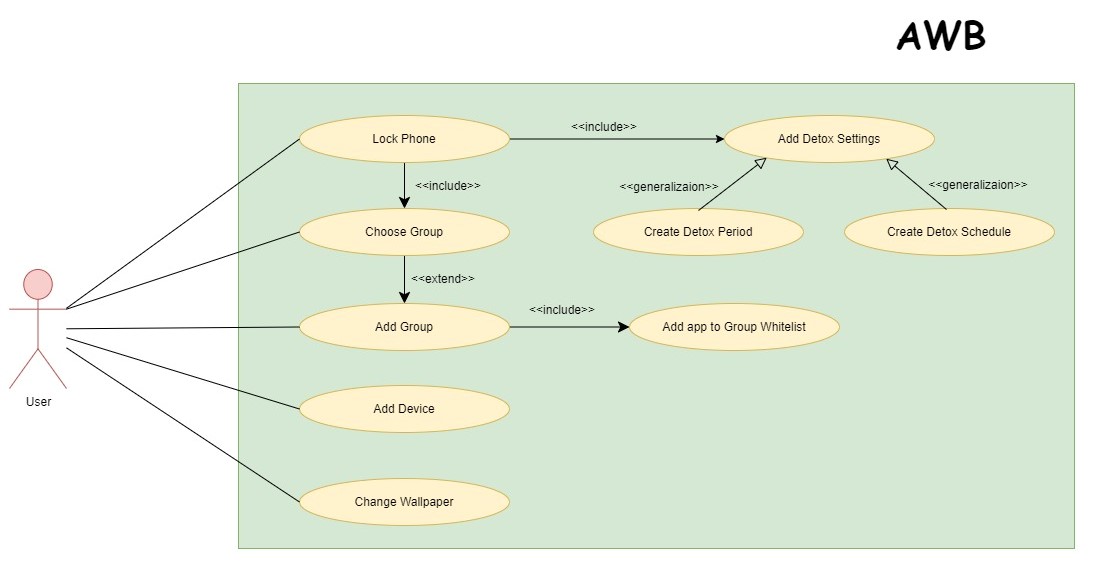 AWB
Lock Phone
<<include>>
Add Detox Settings
<<include>>
<<generalizaion>>
<<generalizaion>>
Choose Group
Create Detox Period
Create Detox Schedule
<<extend>>
Add Group
<<include>>
Add app to Group Whitelist
User
Add Device
Change Wallpaper